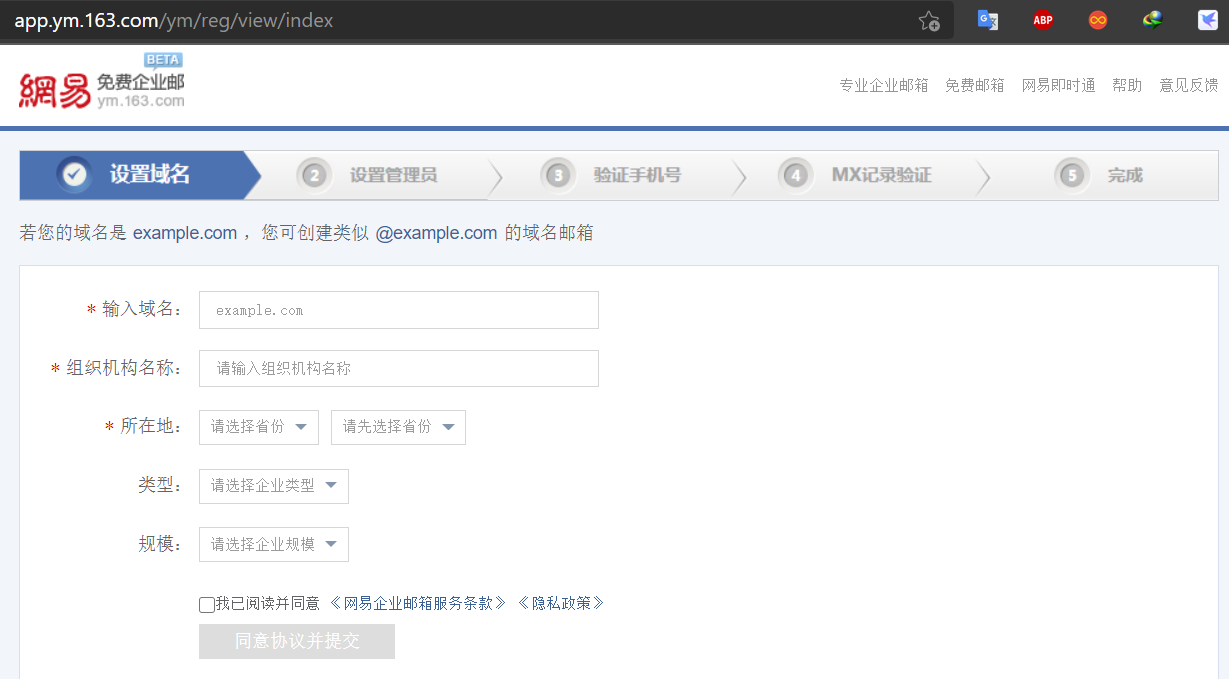 app.ym.163.com/ym/reg/view/index
ABP
網易 免费企业邮 BETA
ym.163.com
专业企业邮箱 免费邮箱 网易即时通 帮助 意见反馈
设置域名 2 设置管理员 3 验证手机号 4 MX记录验证 5 完成
若您的域名是 example.com ，您可创建类似 @example.com 的域名邮箱
* 输入域名： example.com
* 组织机构名称： 请输入组织机构名称
* 所在地： 请选择省份 请先选择省份
类型： 请选择企业类型
规模： 请选择企业规模
我已阅读并同意 《网易企业邮箱服务条款》 《隐私政策》
同意协议并提交